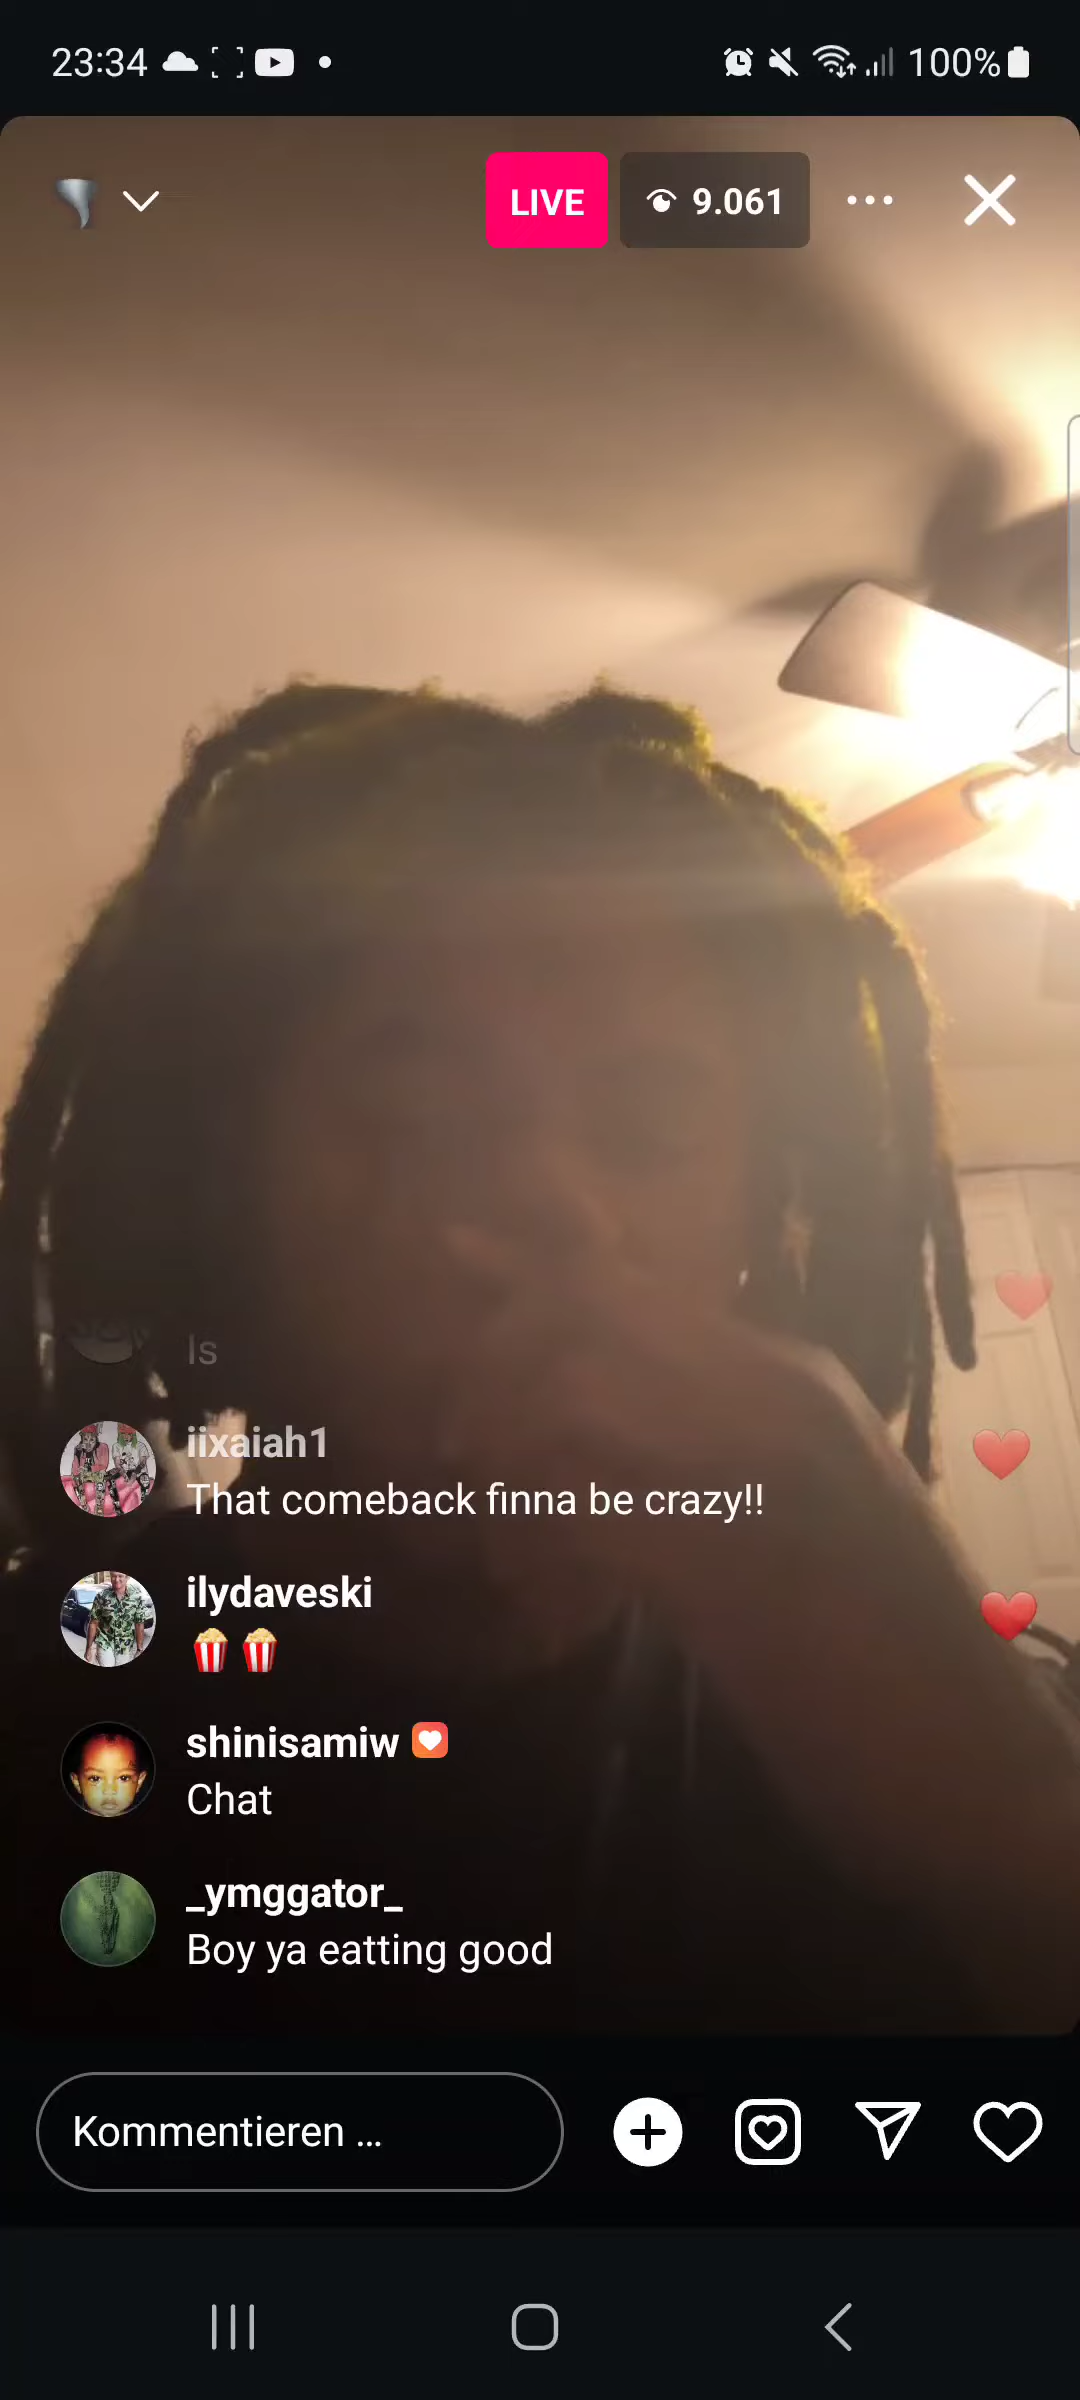 23:34
100%
LIVE
9.061
ls
iixaiah1
That comeback finna be crazy!!
ilydaveski
shinisamiw
Chat
_ymggator_
Boy ya eatting good
Kommentieren ...